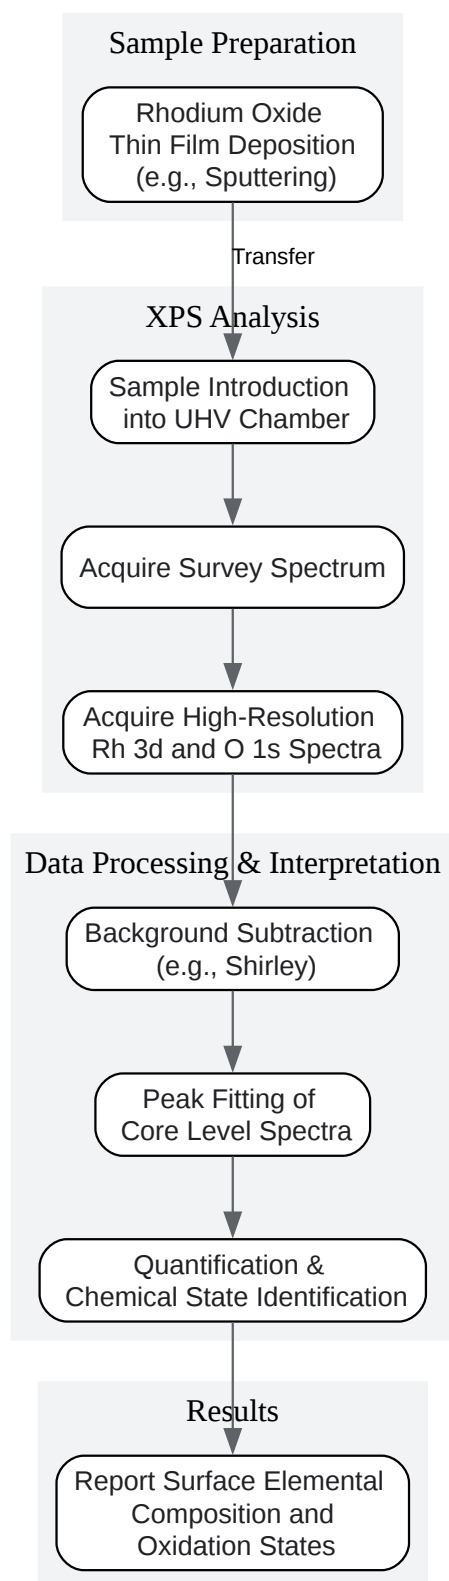 Sample Preparation
Rhodium Oxide
Thin Film Deposition
(e.g., Sputtering)
Transfer
XPS Analysis
Sample Introduction
into UHV Chamber
Acquire Survey Spectrum
Acquire High-Resolution
Rh 3d and O 1s Spectra
Data Processing & Interpretation
Background Subtraction
(e.g., Shirley)
Peak Fitting of
Core Level Spectra
Quantification &
Chemical State Identification
Results
Report Surface Elemental
Composition and
Oxidation States